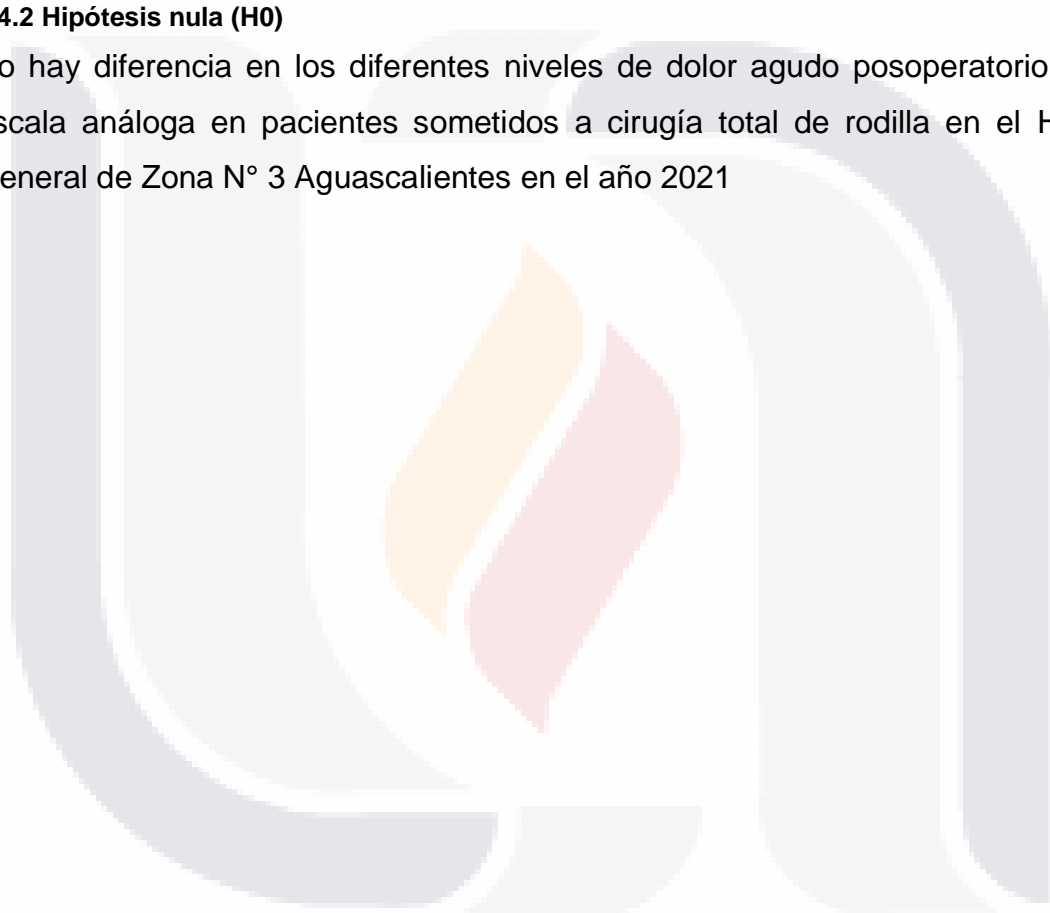 4.2 Hipótesis nula (H0)
o hay diferencia en los diferentes niveles de dolor agudo posoperatorio
scala análoga en pacientes sometidos a cirugía total de rodilla en el H
eneral de Zona N° 3 Aguascalientes en el año 2021